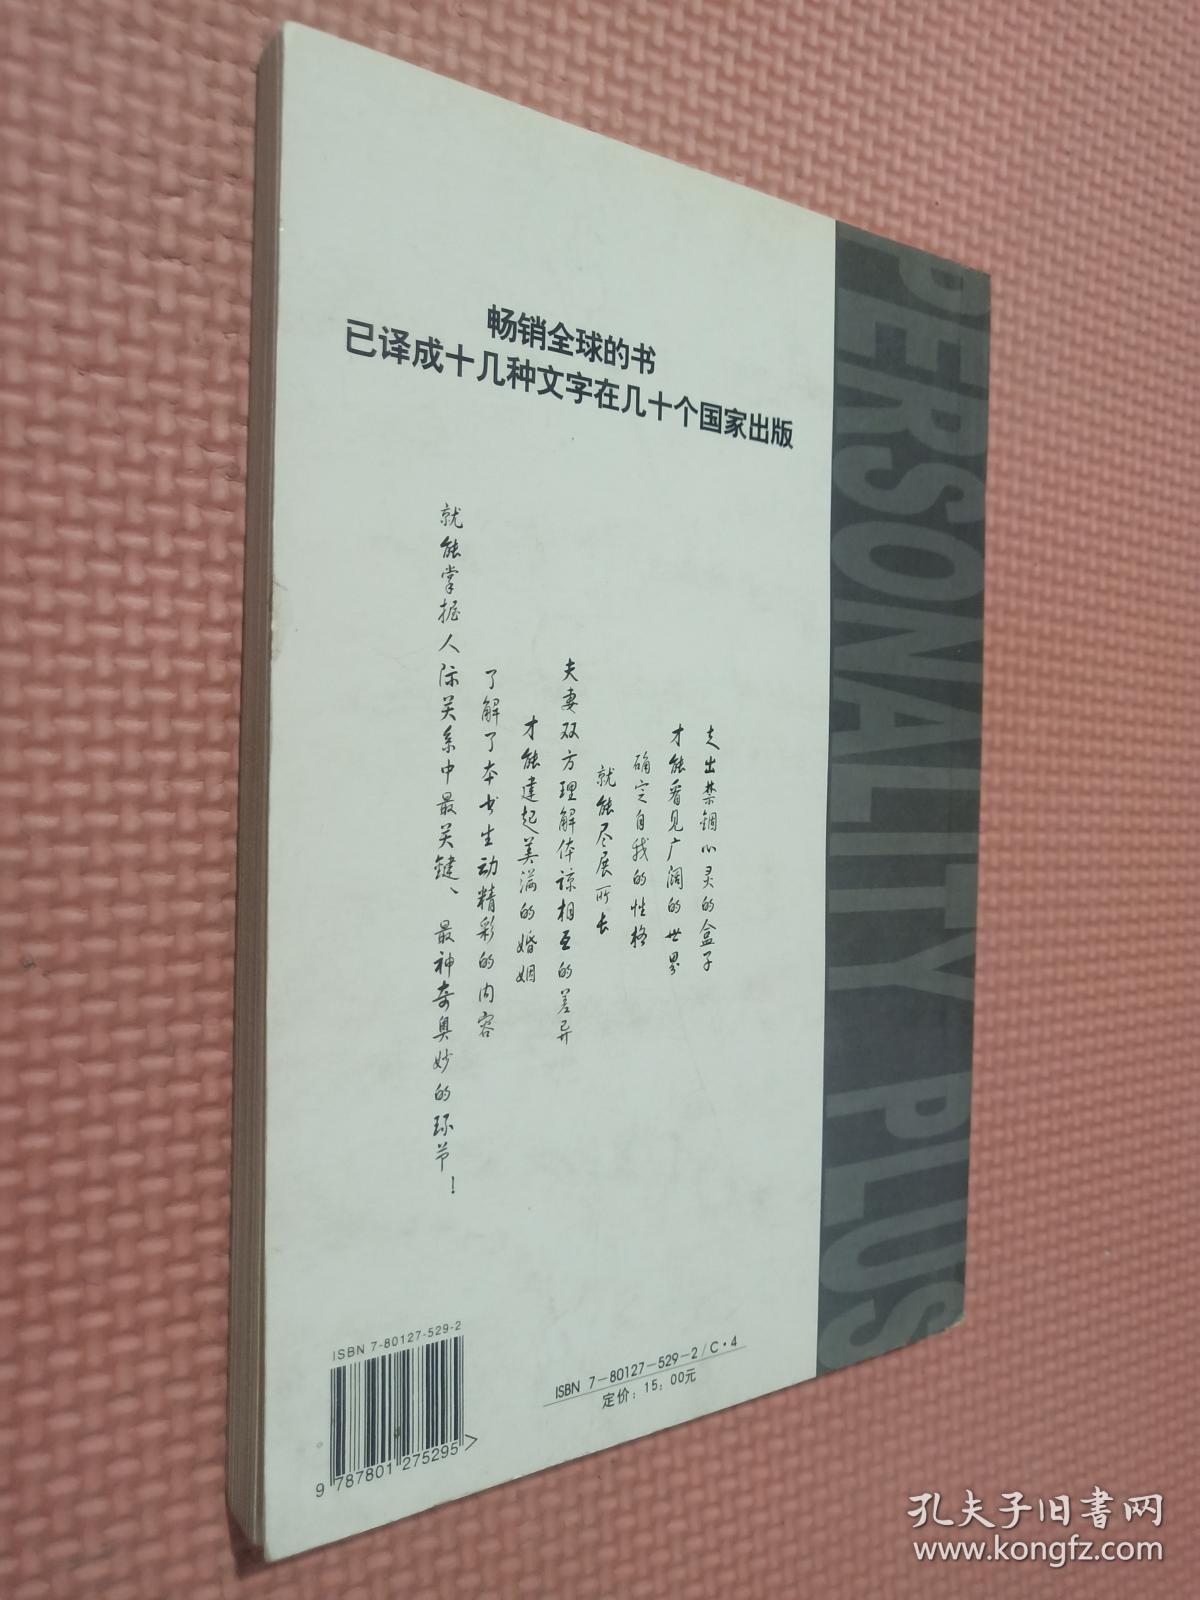 畅销全球的书
已译成十几种文字在几十个国家出版
走出禁锢心灵的盒子
才能看见广阔的世界
确定自我的性格
就能尽展所长
夫妻双方理解体谅相互的差异
才能建起美满的婚姻
了解了本书生动精彩的内容
就能掌握人际关系中最关键、最神奇奥妙的环节！
PERSONALITY PLUS
ISBN 7-80127-529-2
9 787801 275295 >
ISBN 7-80127-529-2/C·4
定价：15：00元
孔夫子旧书网
www.kongfz.com